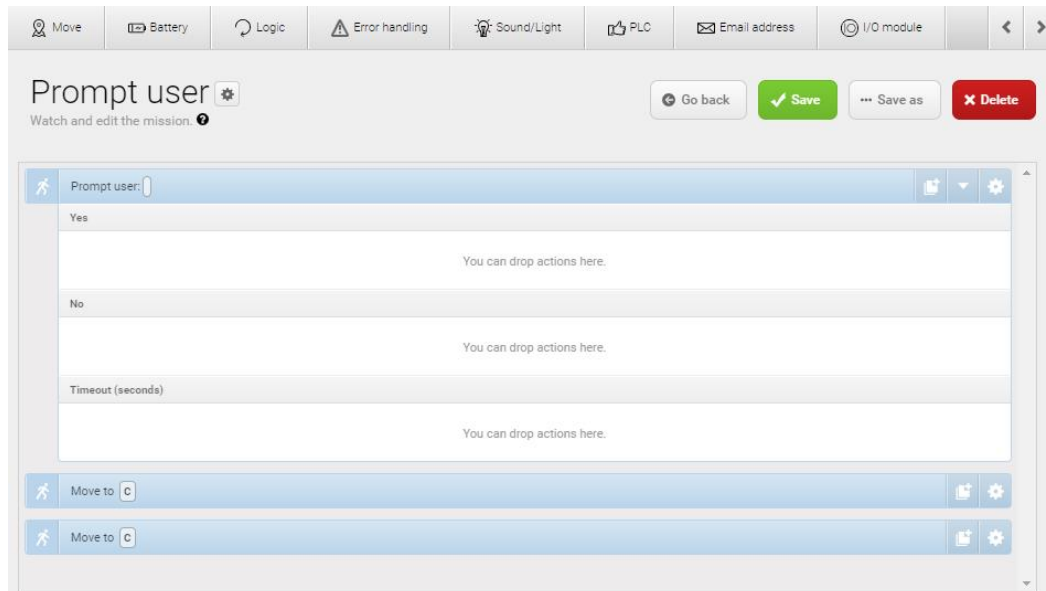 Move Battery Logic Error handling Sound/Light PLC Email address I/O module
Prompt user
Go back Save Save as Delete
Watch and edit the mission.
Prompt user:
Yes
You can drop actions here.
No
You can drop actions here.
Timeout (seconds)
You can drop actions here.
Move to C
Move to C